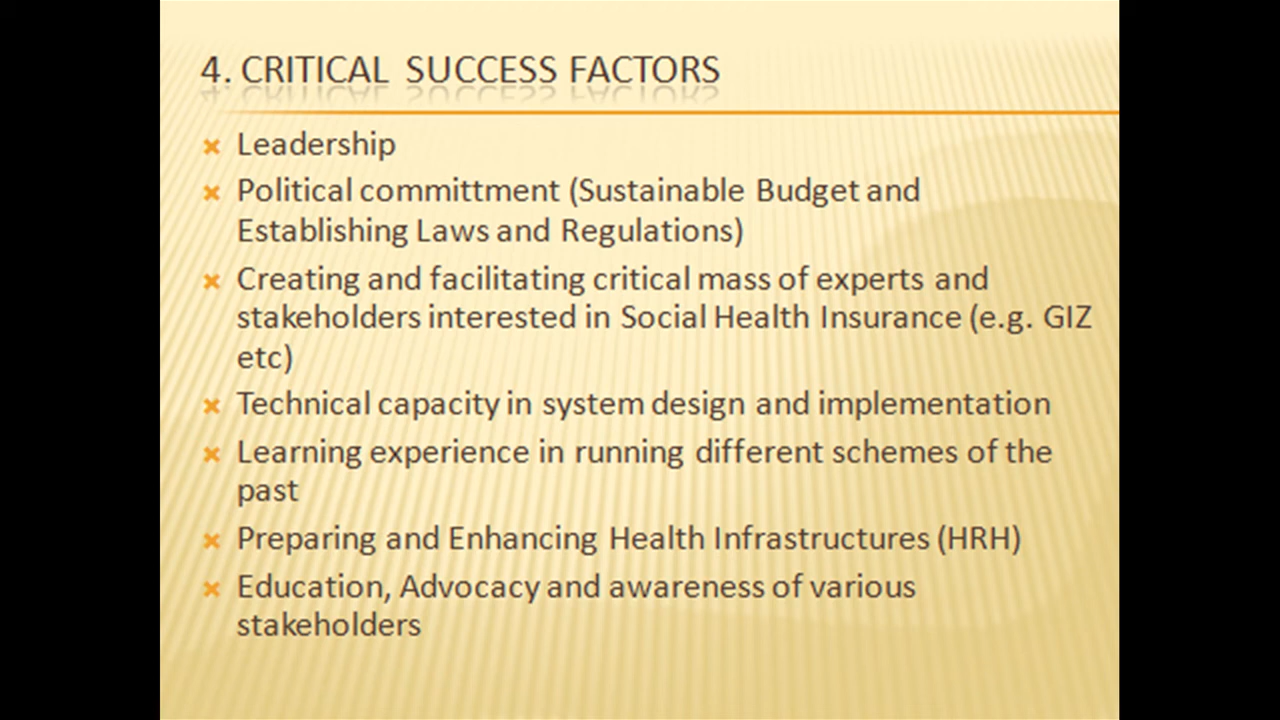 4. CRITICAL SUCCESS FACTORS
Leadership
Political committment (Sustainable Budget and
Establishing Laws and Regulations)
Creating and facilitating critical mass of experts and
stakeholders interested in Social Health Insurance (e.g. GIZ
etc)
Technical capacity in system design and implementation
Learning experience in running different schemes of the
past
Preparing and Enhancing Health Infrastructures (HRH)
Education, Advocacy and awareness of various
stakeholders